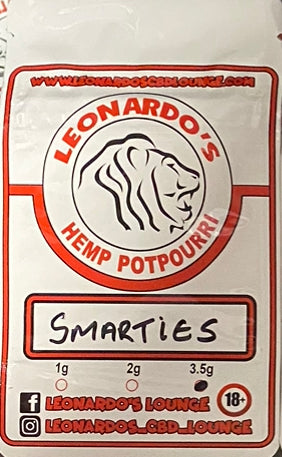 WWW.LEONARDOSCBDLOUNGE.COM
LEONARDO'S
HEMP POTPOURRI
SMARTIES
1g 2g 3.5g
LEONARDO'S LOUNGE
18+
LEONARDOS_CBD_LOUNGE